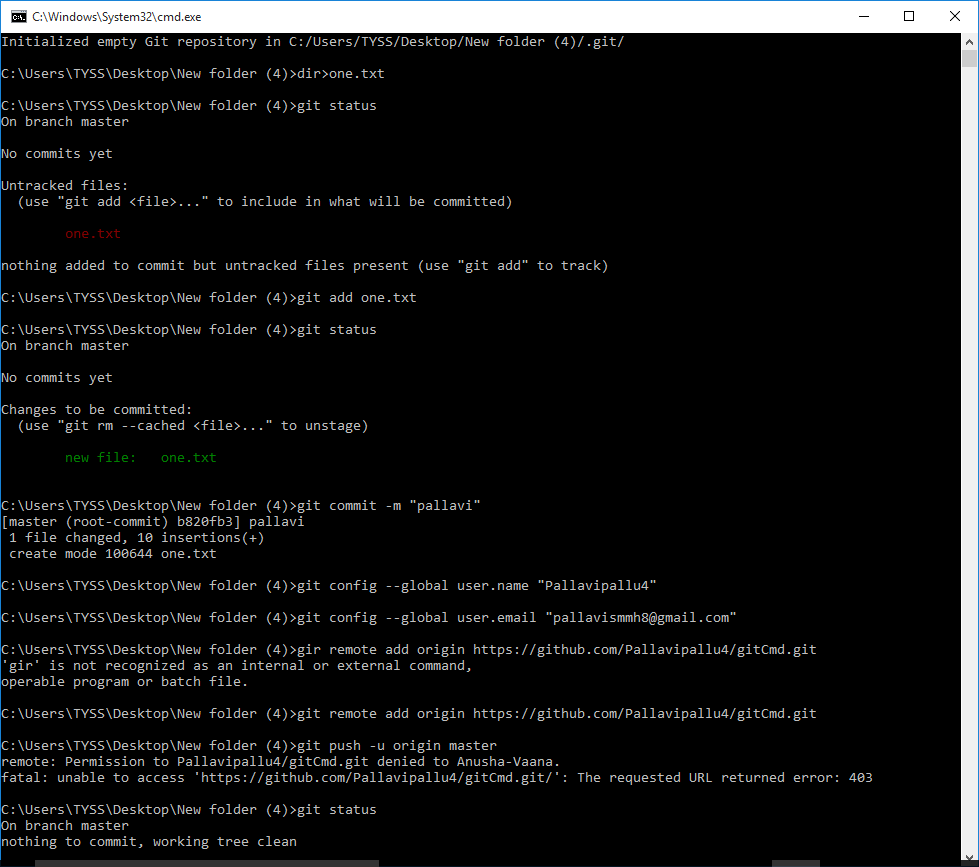 C:\Windows\System32\cmd.exe
Initialized empty Git repository in C:/Users/TYSS/Desktop/New folder (4)/.git/
C:\Users\TYSS\Desktop\New folder (4)>dir>one.txt
C:\Users\TYSS\Desktop\New folder (4)>git status
On branch master
No commits yet
Untracked files:
  (use "git add <file>..." to include in what will be committed)
        one.txt
nothing added to commit but untracked files present (use "git add" to track)
C:\Users\TYSS\Desktop\New folder (4)>git add one.txt
C:\Users\TYSS\Desktop\New folder (4)>git status
On branch master
No commits yet
Changes to be committed:
  (use "git rm --cached <file>..." to unstage)
        new file:   one.txt
C:\Users\TYSS\Desktop\New folder (4)>git commit -m "pallavi"
[master (root-commit) b820fb3] pallavi
 1 file changed, 10 insertions(+)
 create mode 100644 one.txt
C:\Users\TYSS\Desktop\New folder (4)>git config --global user.name "Pallavipallu4"
C:\Users\TYSS\Desktop\New folder (4)>git config --global user.email "pallavismmh8@gmail.com"
C:\Users\TYSS\Desktop\New folder (4)>gir remote add origin https://github.com/Pallavipallu4/gitCmd.git
'gir' is not recognized as an internal or external command,
operable program or batch file.
C:\Users\TYSS\Desktop\New folder (4)>git remote add origin https://github.com/Pallavipallu4/gitCmd.git
C:\Users\TYSS\Desktop\New folder (4)>git push -u origin master
remote: Permission to Pallavipallu4/gitCmd.git denied to Anusha-Vaana.
fatal: unable to access 'https://github.com/Pallavipallu4/gitCmd.git/': The requested URL returned error: 403
C:\Users\TYSS\Desktop\New folder (4)>git status
On branch master
nothing to commit, working tree clean